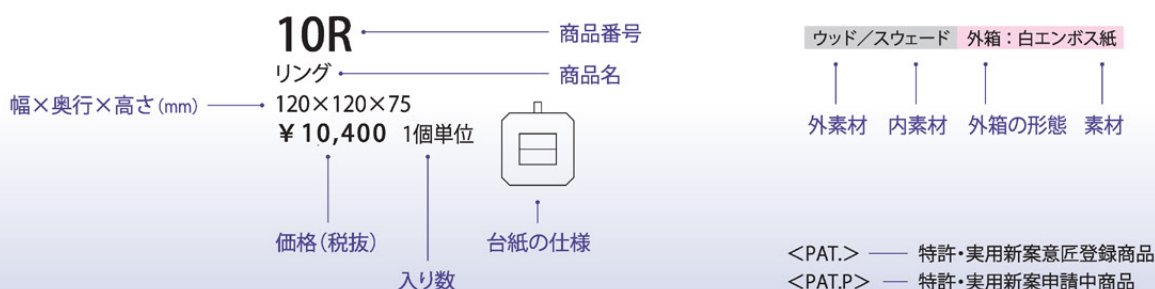 10R
商品番号
リング
商品名
幅×奥行×高さ(mm)
120×120×75
¥10,400 1個単位
価格(税抜)
入り数
台紙の仕様
ウッド/スウェード 外箱:白エンボス紙
外素材 内素材 外箱の形態 素材
<PAT.> ── 特許・実用新案意匠登録商品
<PAT.P> ── 特許・実用新案申請中商品